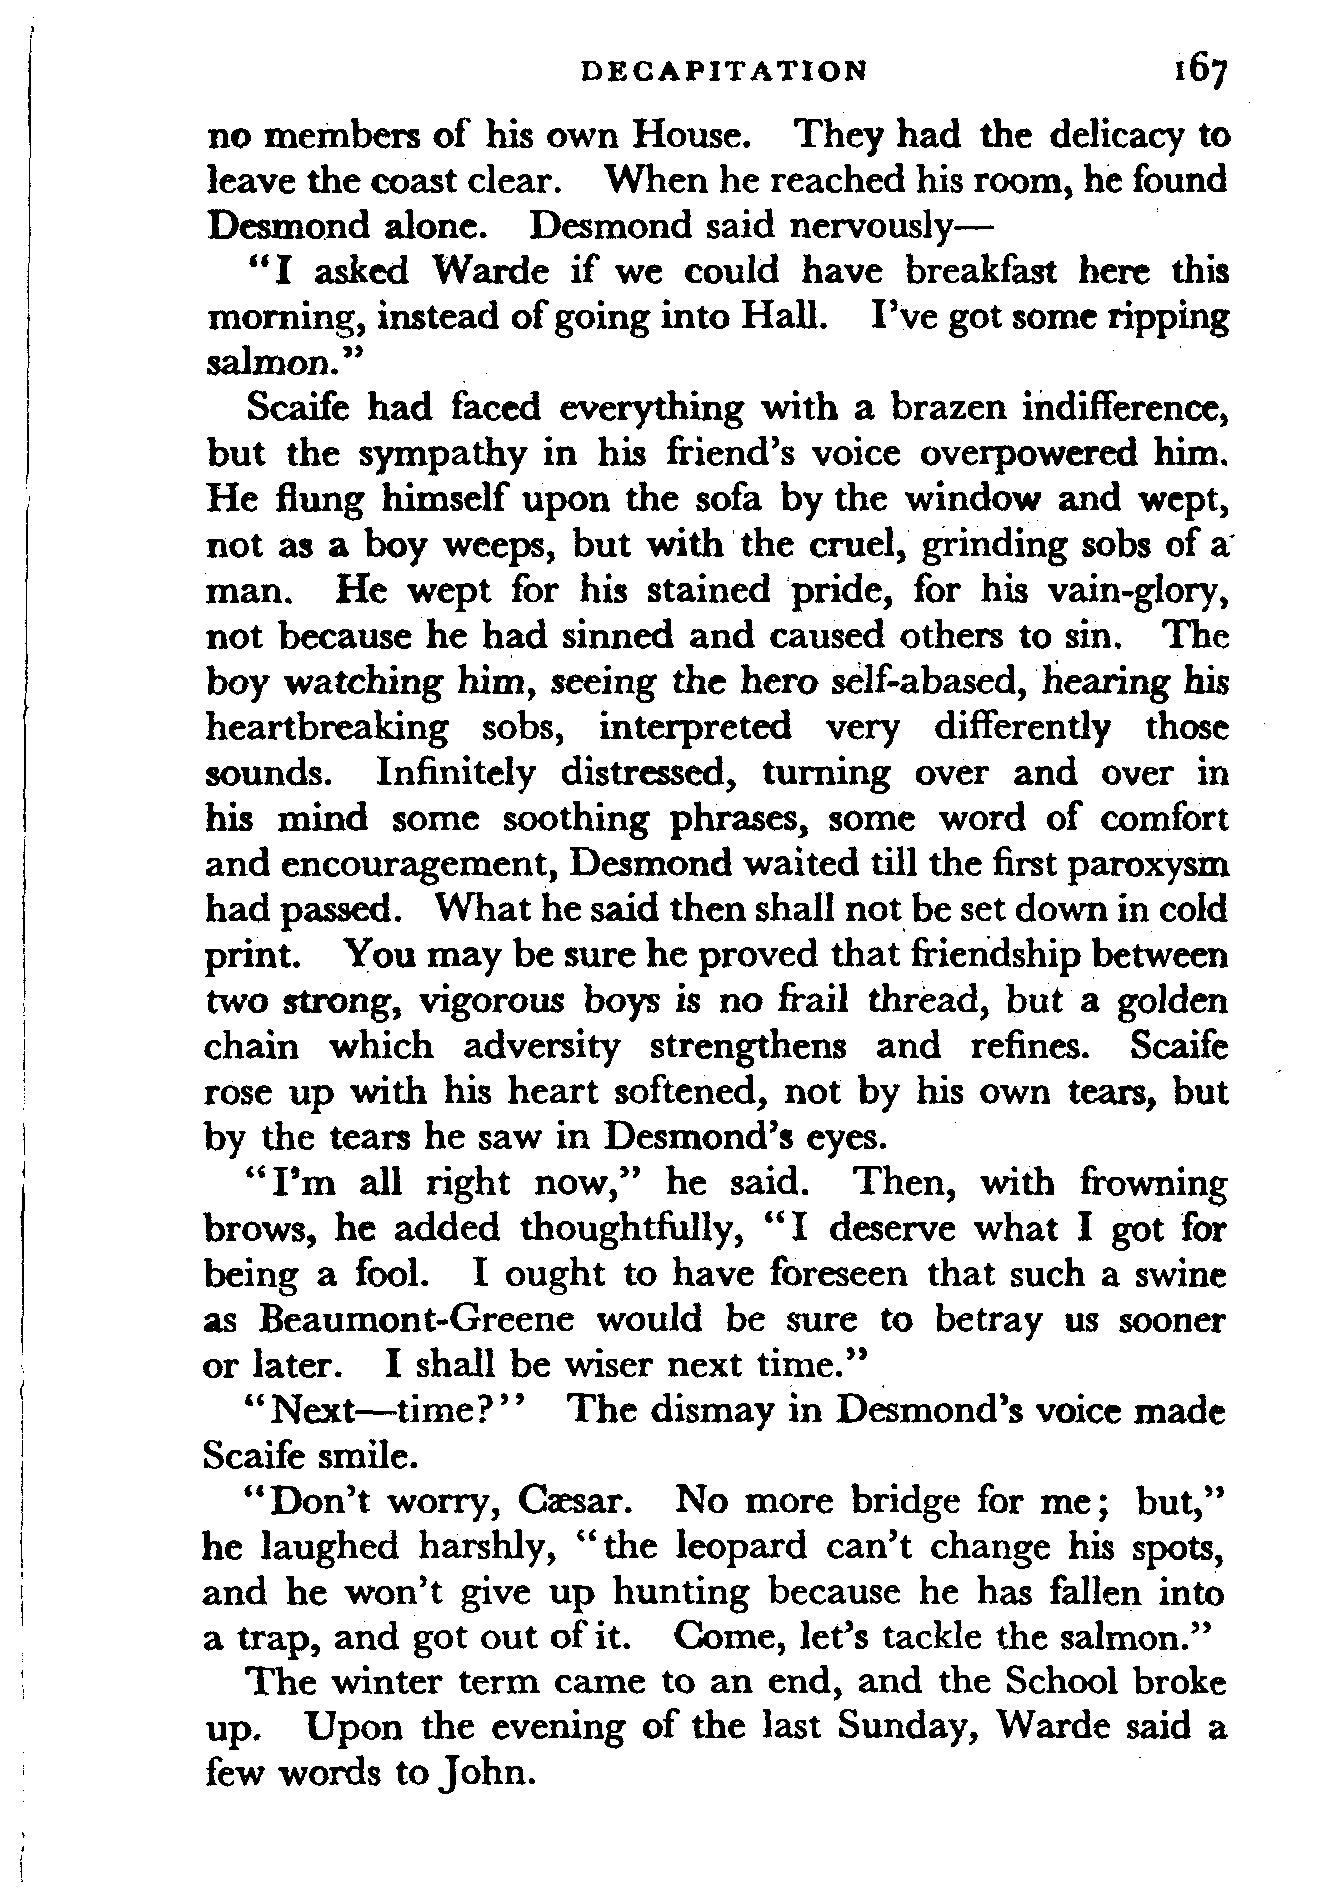 DECAPITATION 167
no members of his own House. They had the delicacy to
leave the coast clear. When he reached his room, he found
Desmond alone. Desmond said nervously—
“I asked Warde if we could have breakfast here this
morning, instead of going into Hall. I’ve got some ripping
salmon.”
Scaife had faced everything with a brazen indifference,
but the sympathy in his friend’s voice overpowered him.
He flung himself upon the sofa by the window and wept,
not as a boy weeps, but with the cruel, grinding sobs of a
man. He wept for his stained pride, for his vain-glory,
not because he had sinned and caused others to sin. The
boy watching him, seeing the hero self-abased, hearing his
heartbreaking sobs, interpreted very differently those
sounds. Infinitely distressed, turning over and over in
his mind some soothing phrases, some word of comfort
and encouragement, Desmond waited till the first paroxysm
had passed. What he said then shall not be set down in cold
print. You may be sure he proved that friendship between
two strong, vigorous boys is no frail thread, but a golden
chain which adversity strengthens and refines. Scaife
rose up with his heart softened, not by his own tears, but
by the tears he saw in Desmond’s eyes.
“I’m all right now,” he said. Then, with frowning
brows, he added thoughtfully, “I deserve what I got for
being a fool. I ought to have foreseen that such a swine
as Beaumont-Greene would be sure to betray us sooner
or later. I shall be wiser next time.”
“Next—time?” The dismay in Desmond’s voice made
Scaife smile.
“Don’t worry, Cæsar. No more bridge for me; but,”
he laughed harshly, “the leopard can’t change his spots,
and he won’t give up hunting because he has fallen into
a trap, and got out of it. Come, let’s tackle the salmon.”
The winter term came to an end, and the School broke
up. Upon the evening of the last Sunday, Warde said a
few words to John.